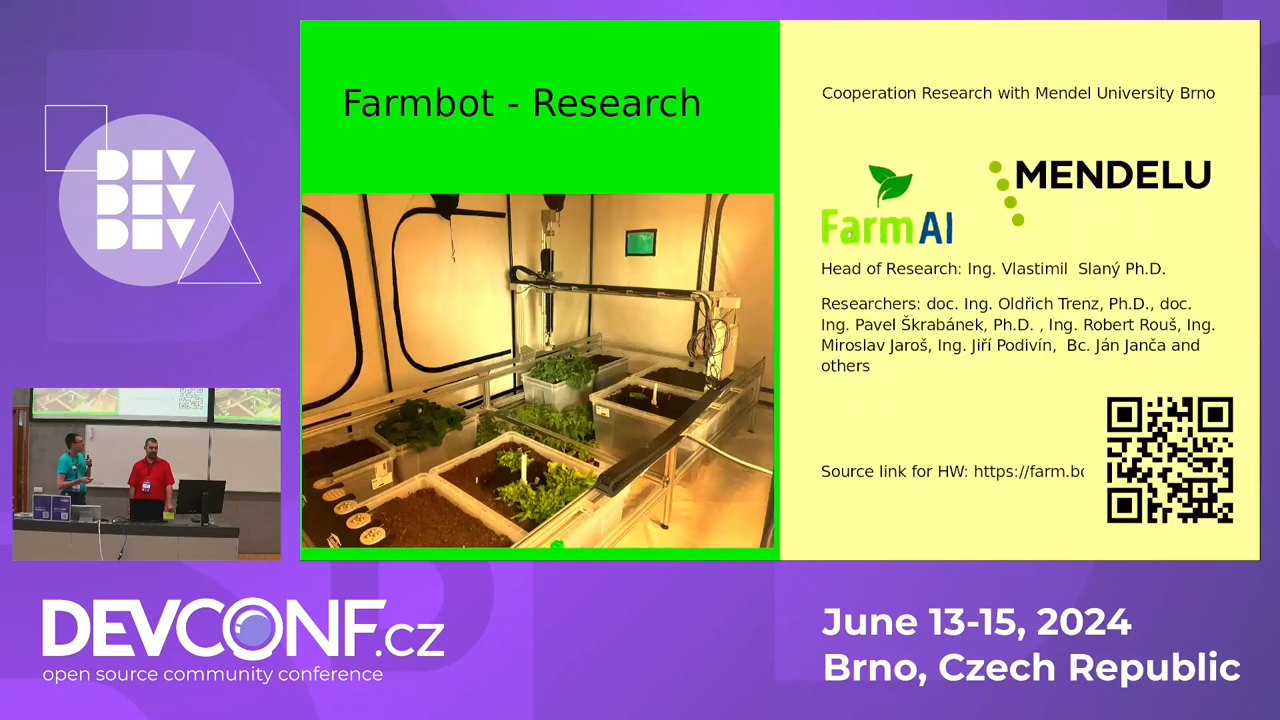 DEV
DEV
DEV
Farmbot - Research
Cooperation Research with Mendel University Brno
FarmAI
MENDELU
Head of Research: Ing. Vlastimil Slaný Ph.D.
Researchers: doc. Ing. Oldřich Trenz, Ph.D., doc.
Ing. Pavel Škrabánek, Ph.D. , Ing. Robert Rouš, Ing.
Miroslav Jaroš, Ing. Jiří Podivín, Bc. Ján Janča and
others
Source link for HW: https://farm.bo
DEVCONF.cz
open source community conference
June 13-15, 2024
Brno, Czech Republic